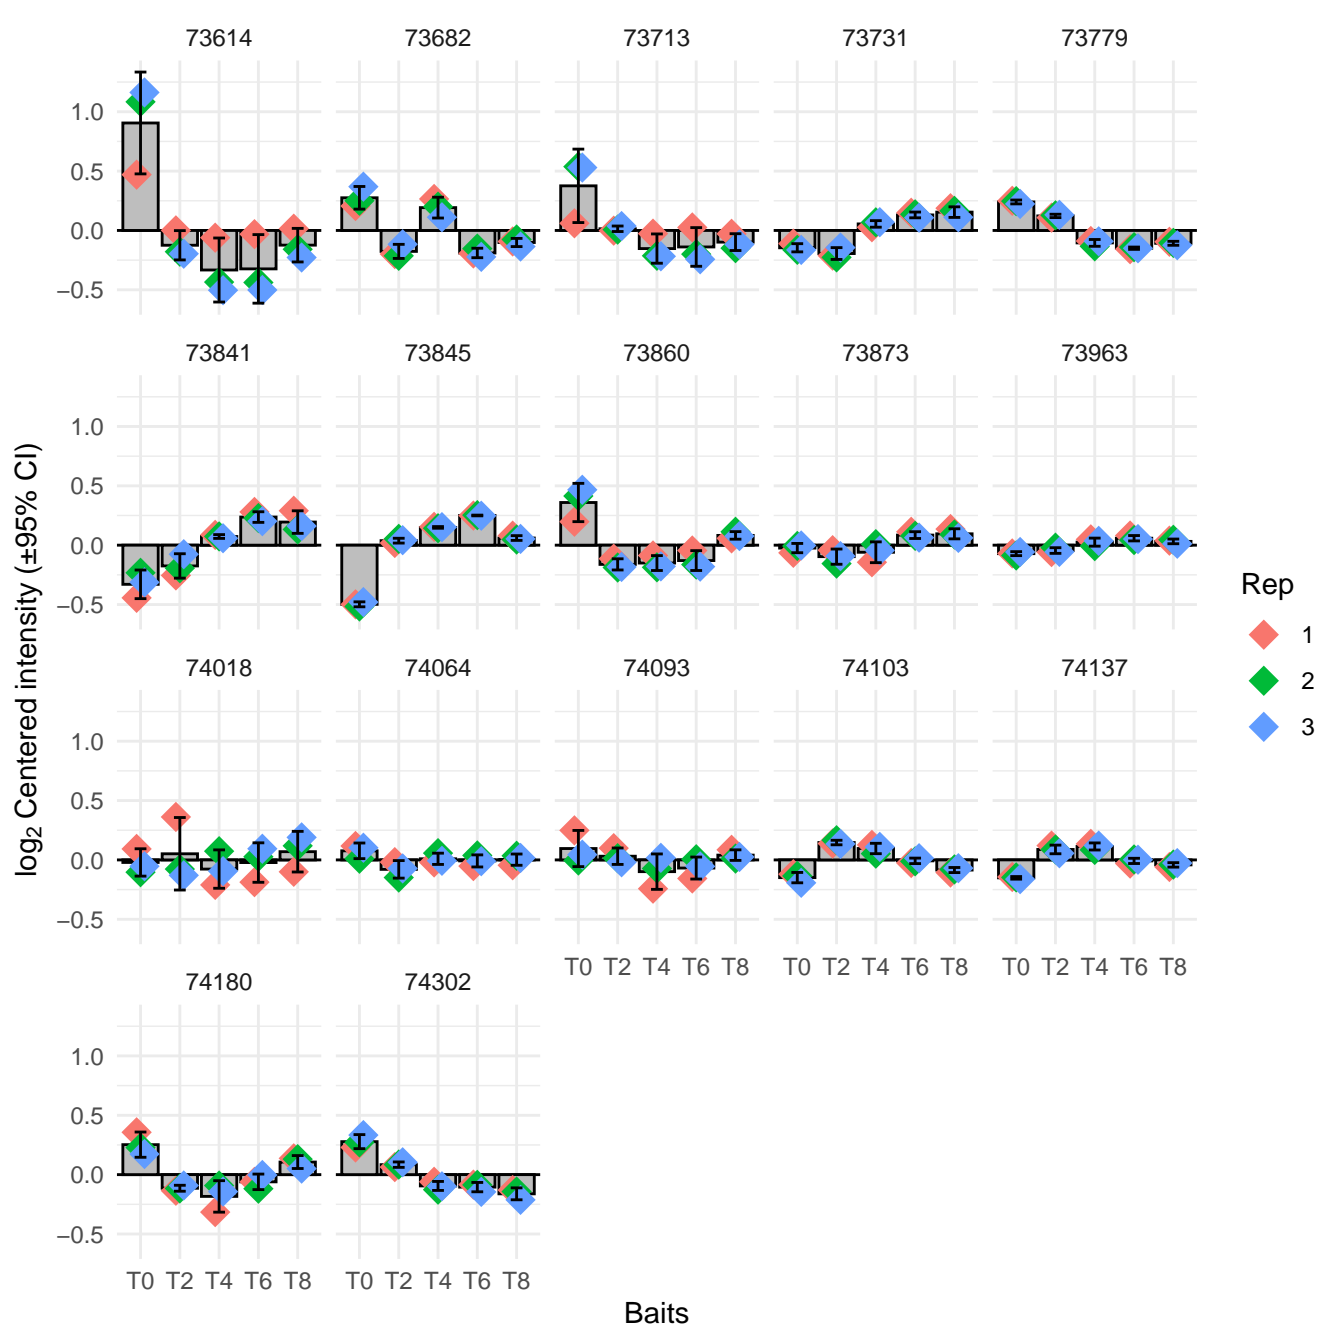 73614 73682 73713 73731 73779
1.0
0.5
0.0
−0.5
73841 73845 73860 73873 73963
1.0
0.5
0.0
−0.5
74018 74064 74093 74103 74137
1.0
0.5
0.0
−0.5
T0 T2 T4 T6 T8 T0 T2 T4 T6 T8 T0 T2 T4 T6 T8
74180 74302
1.0
0.5
0.0
−0.5
T0 T2 T4 T6 T8 T0 T2 T4 T6 T8
Baits
log2 Centered intensity (±95% CI)
Rep
1
2
3